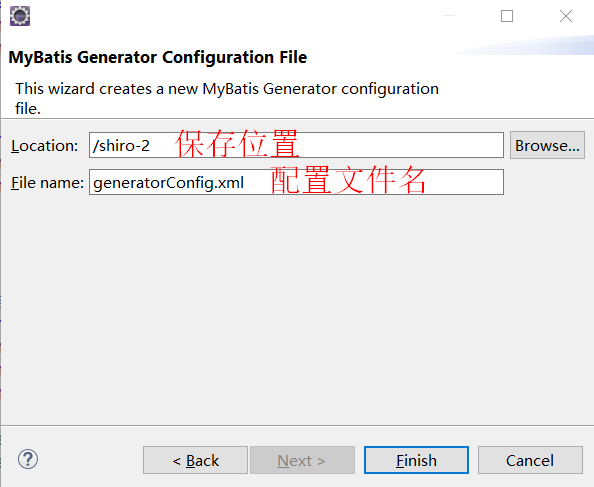 MyBatis Generator Configuration File
This wizard creates a new MyBatis Generator configuration
file.
Location: /shiro-2 保存位置 Browse...
File name: generatorConfig.xml 配置文件名
? < Back Next > Finish Cancel